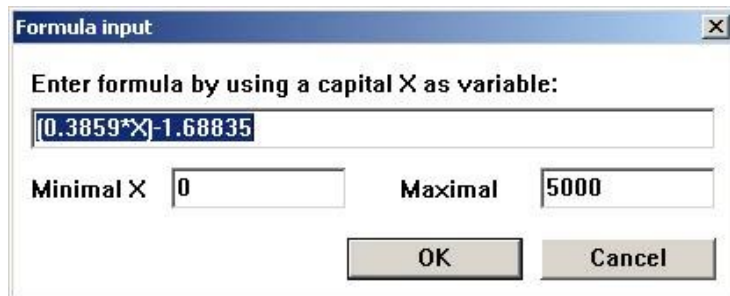 Formula input
Enter formula by using a capital X as variable:
(0.3859*X)-1.68835
Minimal X 0 Maximal 5000
OK Cancel